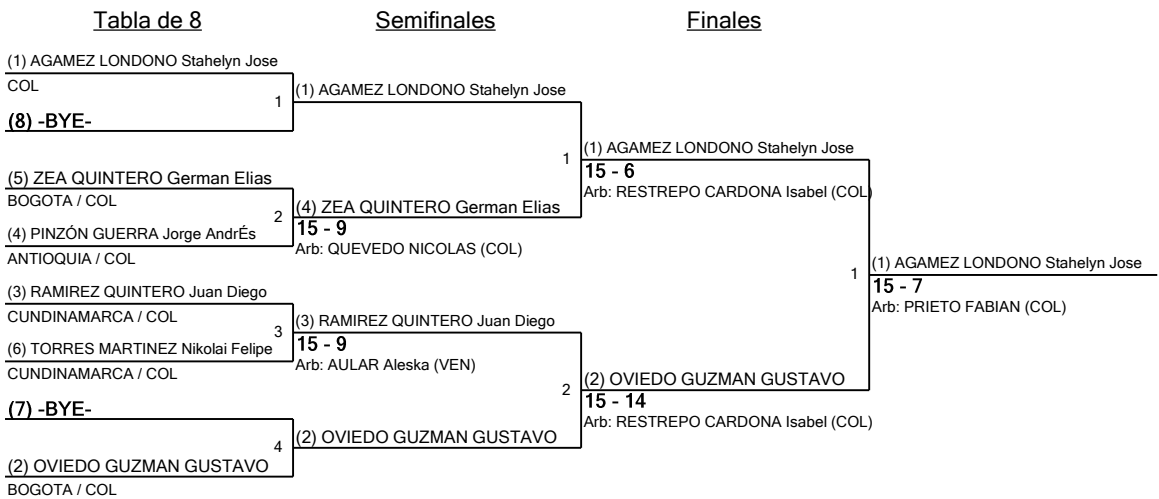 Tabla de 8
Semifinales
Finales
(1) AGAMEZ LONDONO Stahelyn Jose
COL
1
(8) -BYE-
(1) AGAMEZ LONDONO Stahelyn Jose
(5) ZEA QUINTERO German Elias
BOGOTA / COL
2
(4) PINZÓN GUERRA Jorge AndrÉs
ANTIOQUIA / COL
(4) ZEA QUINTERO German Elias
15 - 9
Arb: QUEVEDO NICOLAS (COL)
1
(1) AGAMEZ LONDONO Stahelyn Jose
15 - 6
Arb: RESTREPO CARDONA Isabel (COL)
(3) RAMIREZ QUINTERO Juan Diego
CUNDINAMARCA / COL
3
(6) TORRES MARTINEZ Nikolai Felipe
CUNDINAMARCA / COL
(3) RAMIREZ QUINTERO Juan Diego
15 - 9
Arb: AULAR Aleska (VEN)
(7) -BYE-
4
(2) OVIEDO GUZMAN GUSTAVO
BOGOTA / COL
(2) OVIEDO GUZMAN GUSTAVO
2
(2) OVIEDO GUZMAN GUSTAVO
15 - 14
Arb: RESTREPO CARDONA Isabel (COL)
1
(1) AGAMEZ LONDONO Stahelyn Jose
15 - 7
Arb: PRIETO FABIAN (COL)